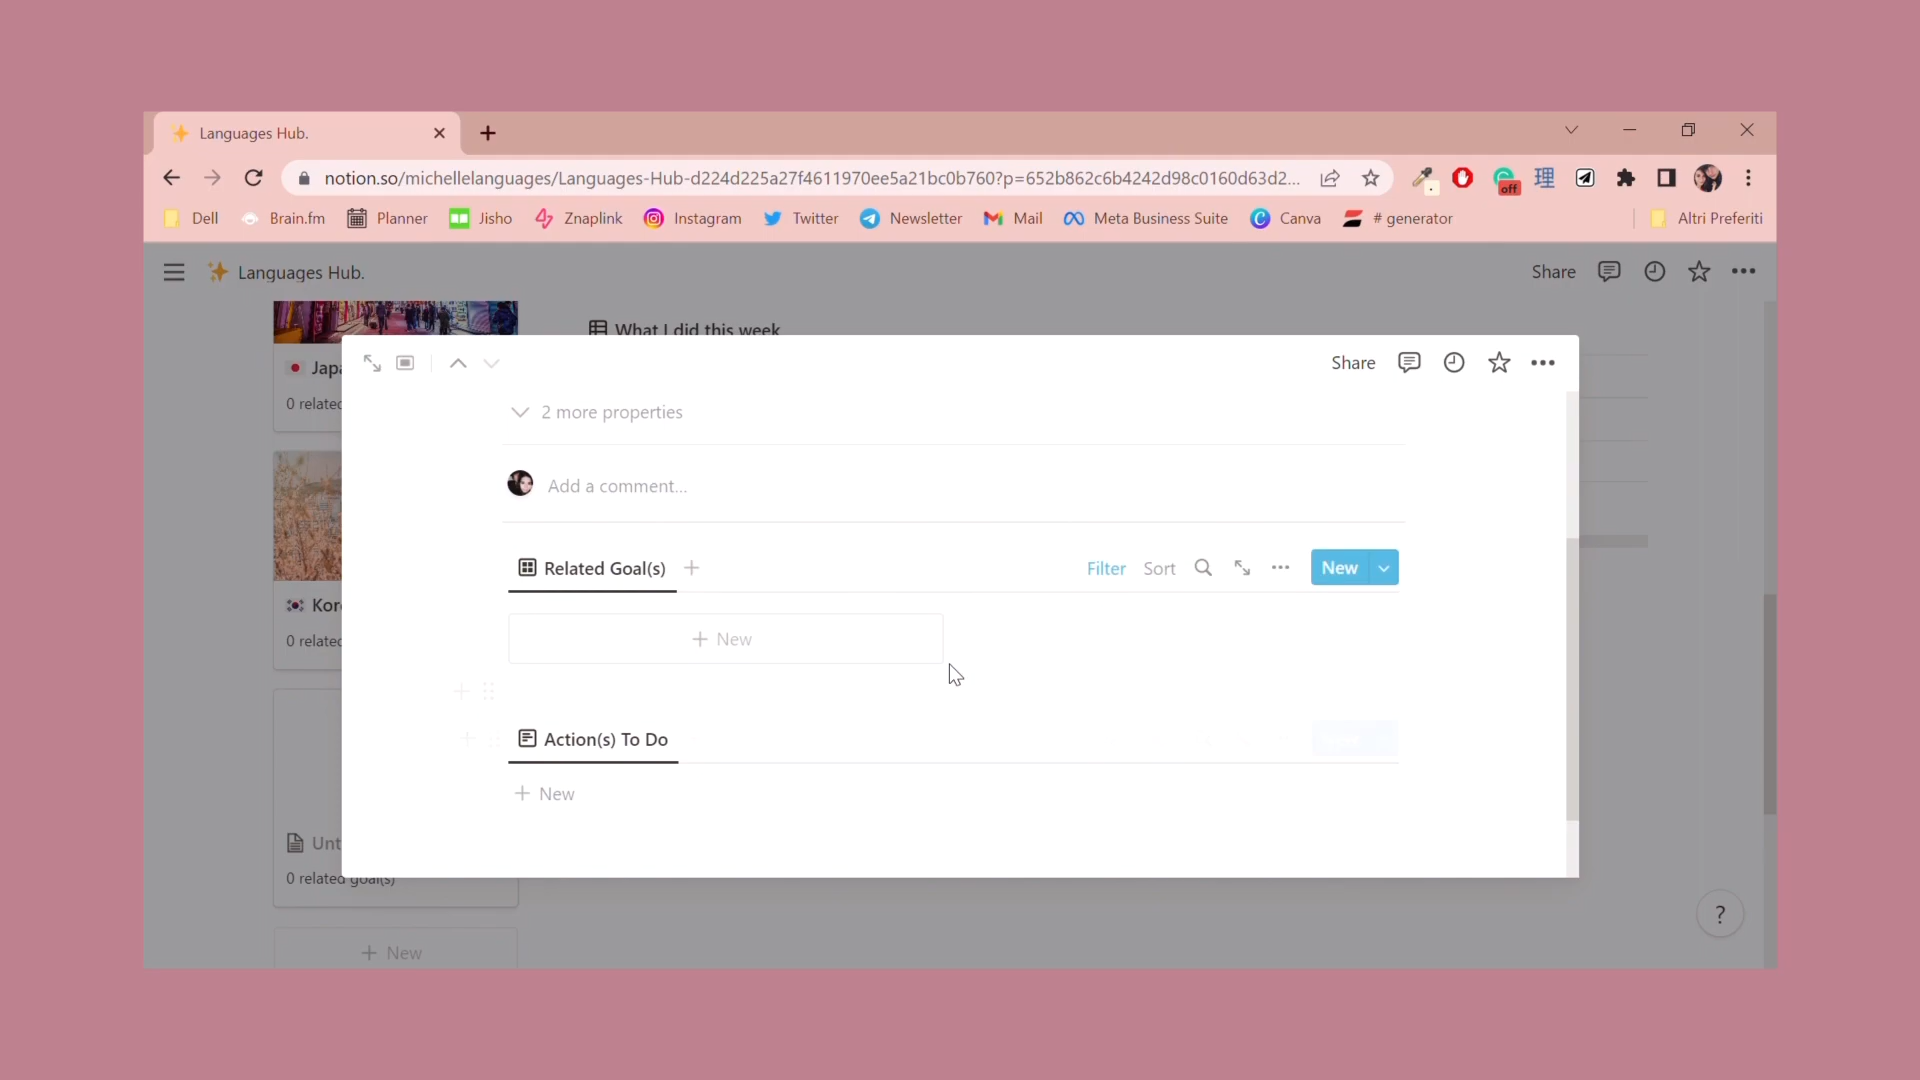 Languages Hub.
notion.so/michellelanguages/Languages-Hub-d224d225a27f4611970ee5a21bc0b760?p=652b862c6b4242d98c0160d63d2...
off
理
Dell Brain.fm Planner Jisho Znaplink Instagram Twitter Newsletter Mail Meta Business Suite Canva # generator Altri Preferiti
Languages Hub. Share
What I did this week
Share
Japa
0 related
2 more properties
Add a comment...
Related Goal(s) Filter Sort New
Kor
0 related
New
Action(s) To Do
New
Unt
0 related goal(s)
New
?